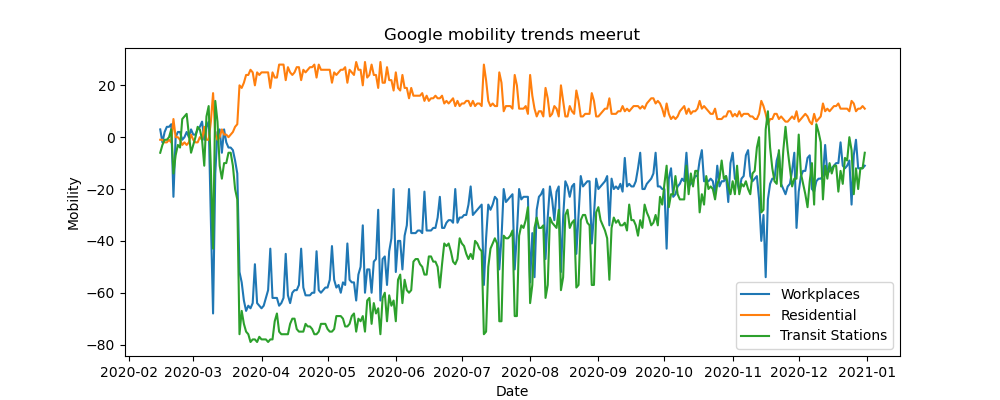 Google mobility trends meerut
Mobility
20
0
−20
−40
−60
−80
Workplaces
Residential
Transit Stations
2020-02 2020-03 2020-04 2020-05 2020-06 2020-07 2020-08 2020-09 2020-10 2020-11 2020-12 2021-01
Date